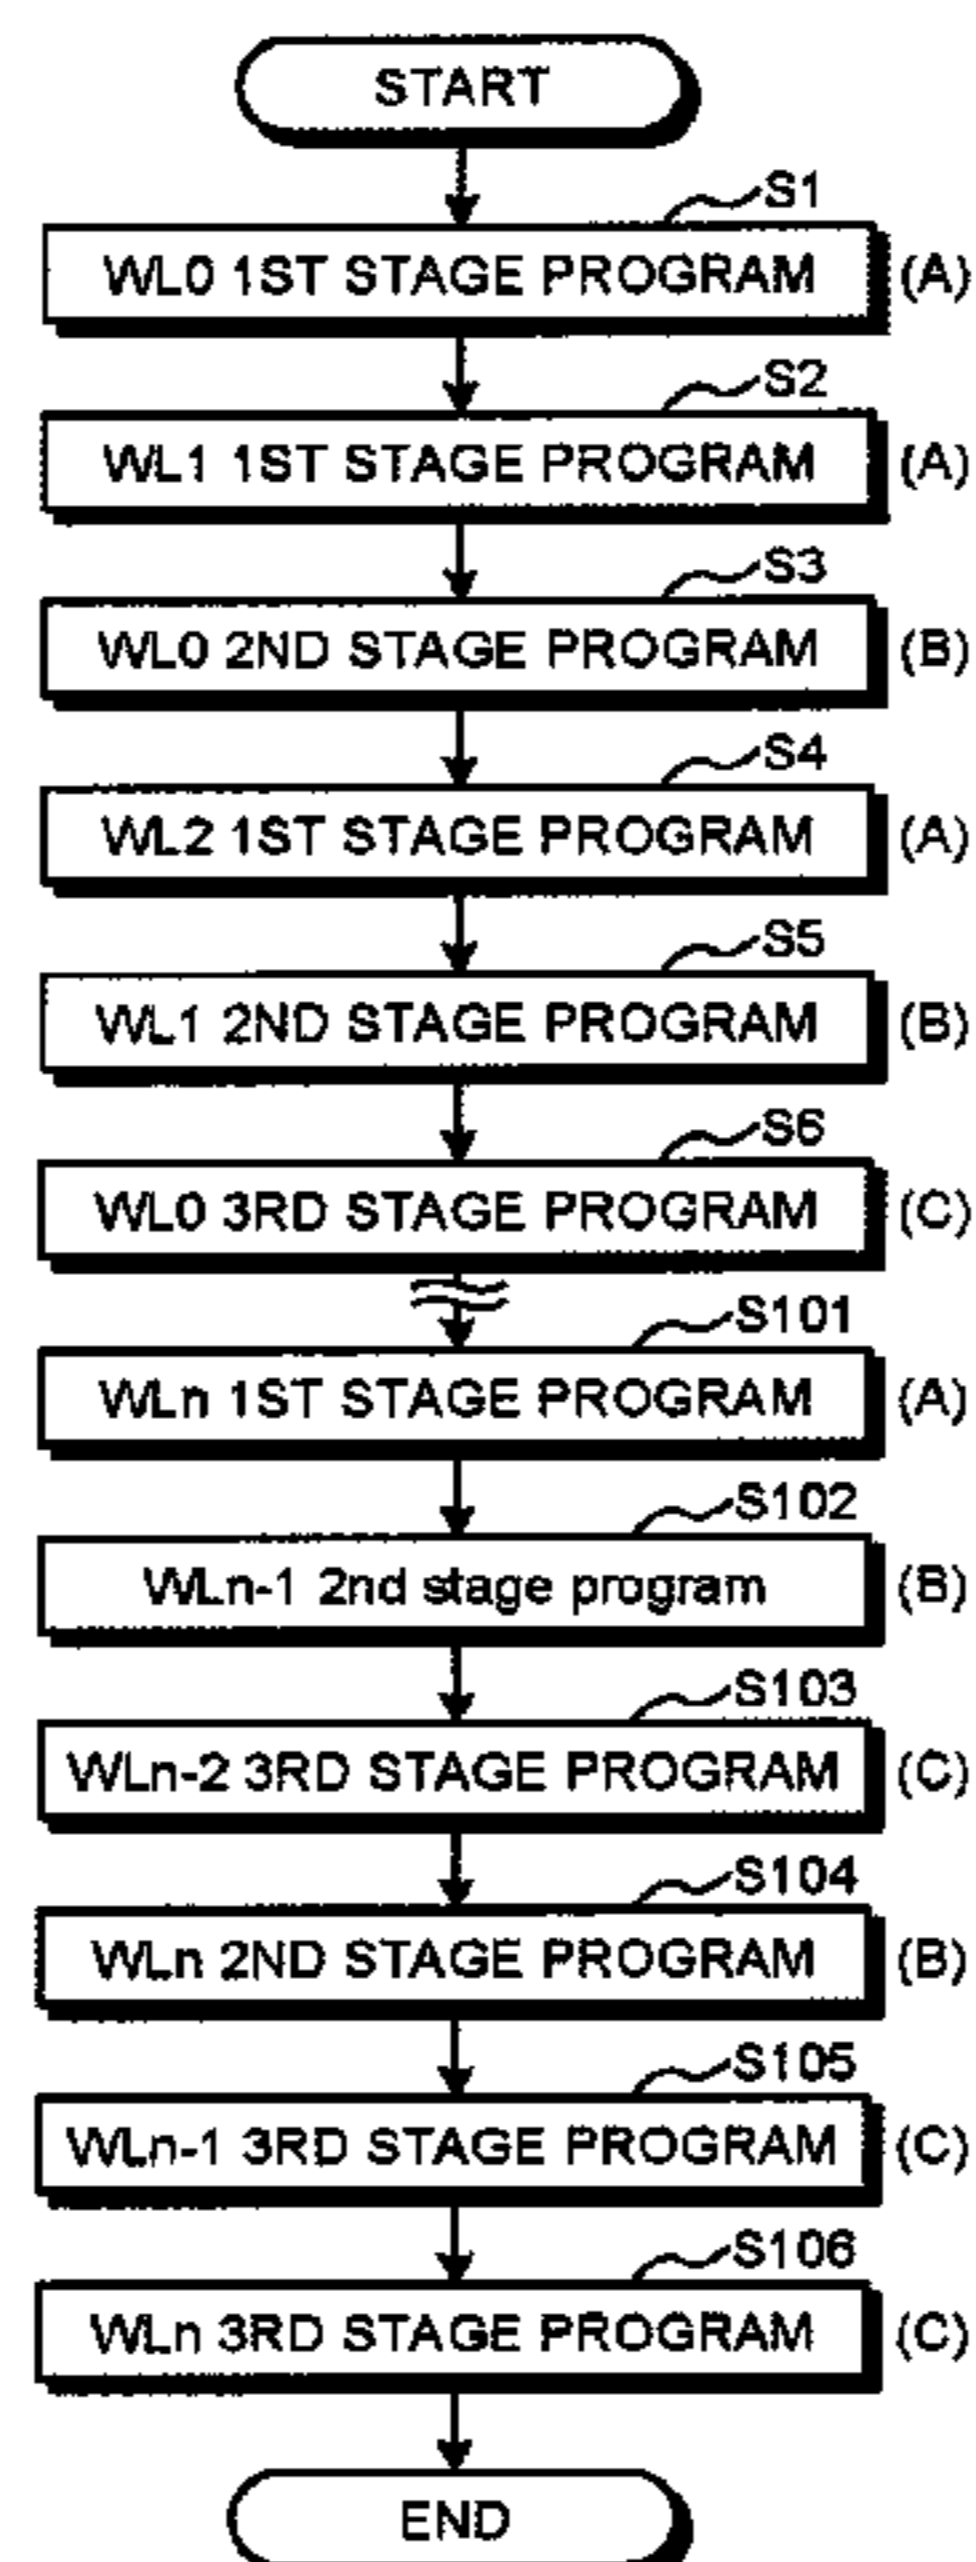 START
S1
WL0 1ST STAGE PROGRAM (A)
S2
WL1 1ST STAGE PROGRAM (A)
S3
WL0 2ND STAGE PROGRAM (B)
S4
WL2 1ST STAGE PROGRAM (A)
S5
WL1 2ND STAGE PROGRAM (B)
S6
WL0 3RD STAGE PROGRAM (C)
S101
WLn 1ST STAGE PROGRAM (A)
S102
WLn-1 2nd stage program (B)
S103
WLn-2 3RD STAGE PROGRAM (C)
S104
WLn 2ND STAGE PROGRAM (B)
S105
WLn-1 3RD STAGE PROGRAM (C)
S106
WLn 3RD STAGE PROGRAM (C)
END